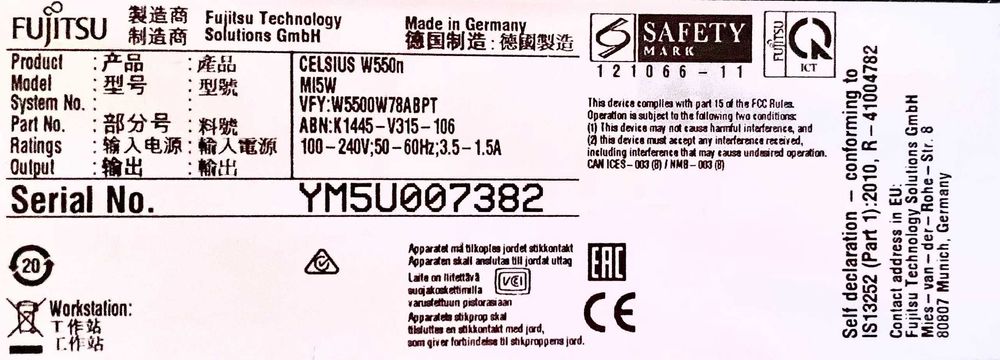 FUJITSU
製造商
制造商
Fujitsu Technology
Solutions GmbH
Made in Germany
德国制造:德國製造
Product : 产品 : 產品 CELSIUS W550n
Model : 型号 : 型號 MI5W
System No. : : VFY:W5500W78ABPT
Part No. : 部分号 : 料號 ABN:K1445-V315-106
Ratings : 输入电源 : 輸入電源 100-240V;50-60Hz;3.5-1.5A
Output : 输出 : 輸出
Serial No. YM5U007382
S SAFETY
MARK
121066-11
FUJITSU
ICT
This device complies with part 15 of the FCC Rules.
Operation is subject to the following two conditions:
(1) This device may not cause harmful interference, and
(2) this device must accept any interference received,
including interference that may cause undesired operation.
CAN ICES-003 (B) / NMB-003 (B)
20
Workstation:
工作站
工作站
Apparatet må tilkoples jordet stikkontakt
Apparaten skall anslutas till jordat uttag
Laite on liitettävä
suojakoskettimilla
varustettuun pistorasiaan
VCI
Apparatets stikprop skal
tilsluttes en stikkontakt med jord,
som giver forbindelse til stikproppens jord.
EAC
CE
Self declaration - conforming to
IS13252 (Part 1):2010, R-41004782
Contact address in EU:
Fujitsu Technology Solutions GmbH
Mies-van-der-Rohe-Str. 8
80807 Munich, Germany